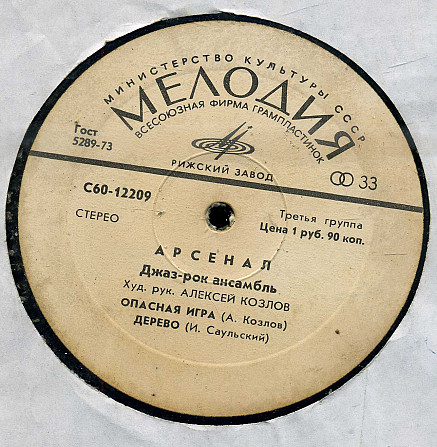 МИНИСТЕРСТВО КУЛЬТУРЫ СССР
МЕЛОДИЯ
ВСЕСОЮЗНАЯ ФИРМА ГРАМПЛАСТИНОК
Гост
5289-73
РИЖСКИЙ ЗАВОД
33
С60-12209
СТЕРЕО
Третья группа
Цена 1 руб. 90 коп.
АРСЕНАЛ
Джаз-рок ансамбль
Худ. рук. АЛЕКСЕЙ КОЗЛОВ
ОПАСНАЯ ИГРА (А. Козлов)
ДЕРЕВО (И. Саульский)